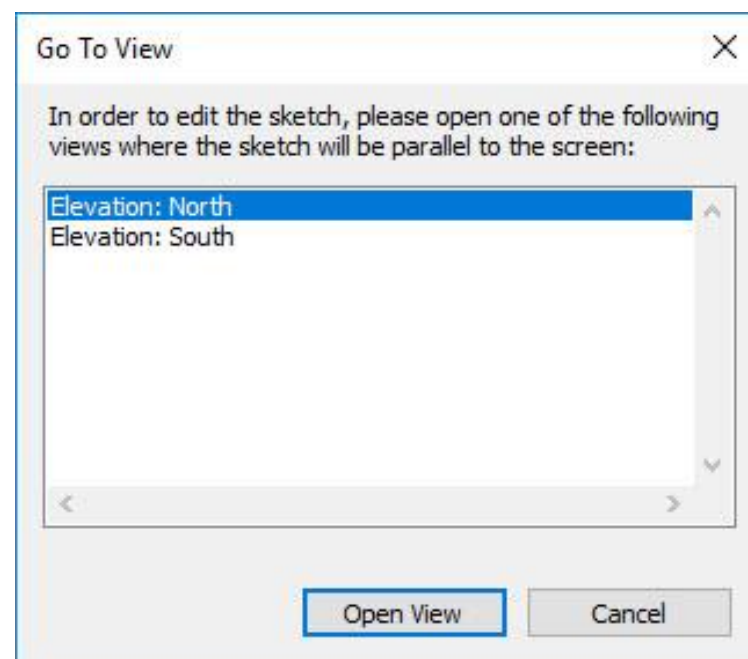 Go To View
In order to edit the sketch, please open one of the following
views where the sketch will be parallel to the screen:
Elevation: North
Elevation: South
Open View
Cancel